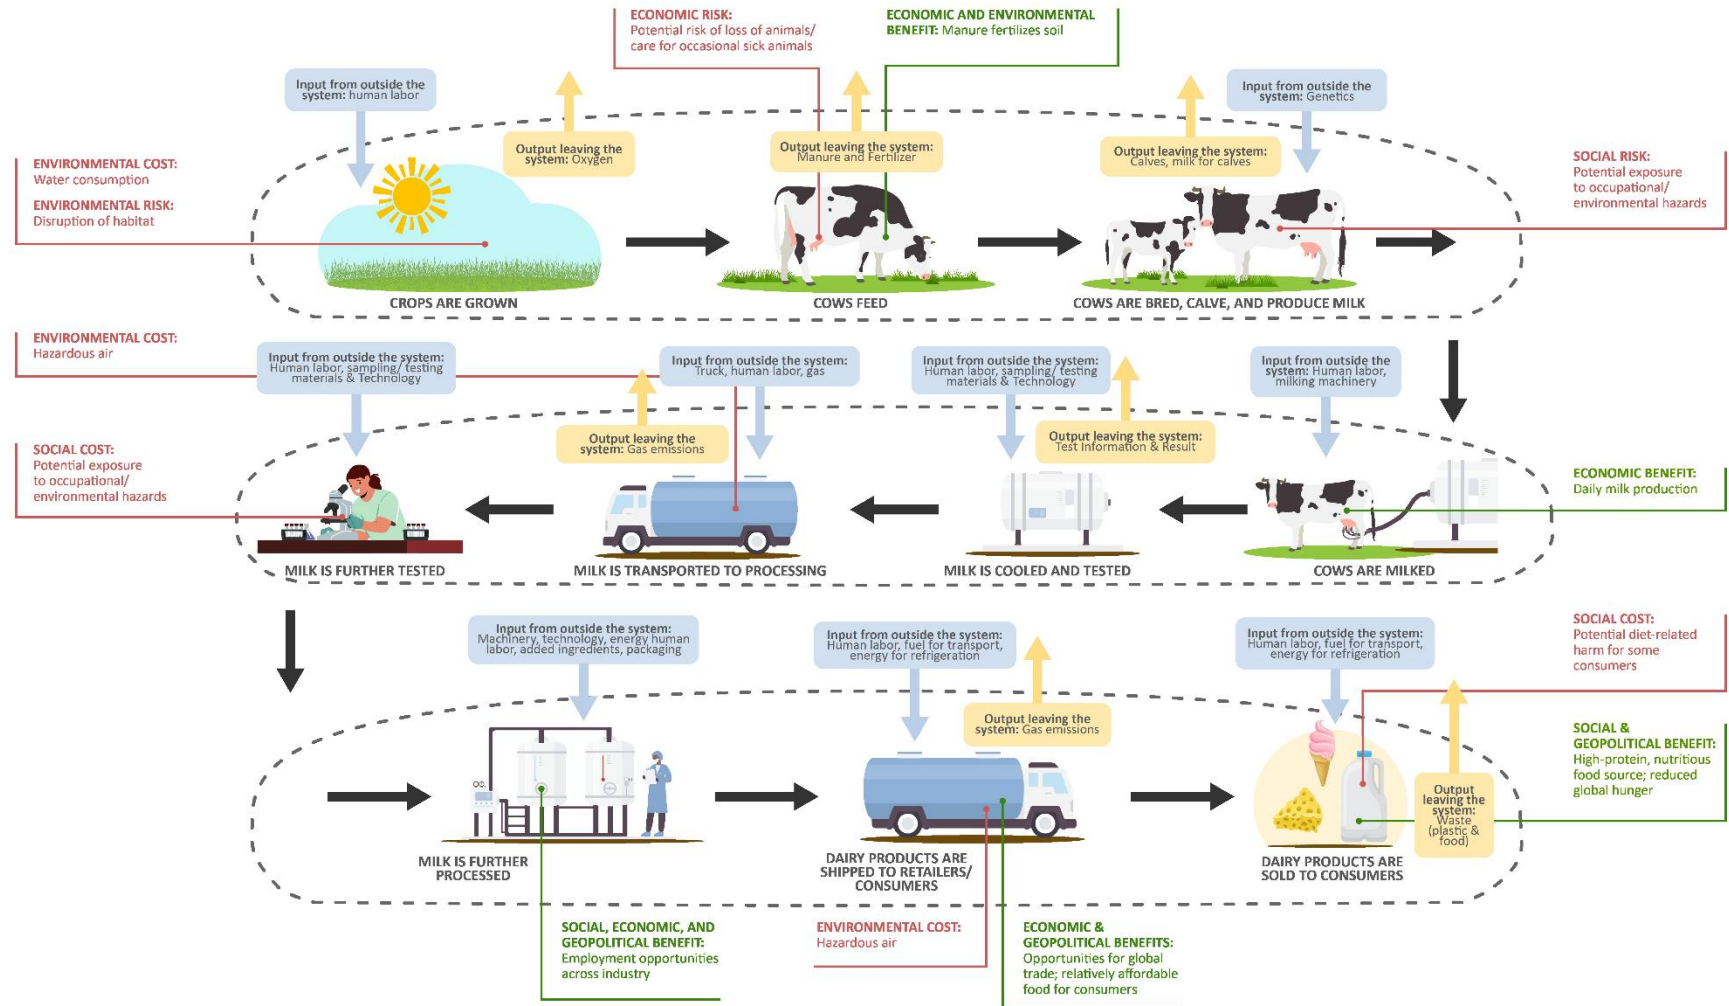 ECONOMIC RISK:
Potential risk of loss of animals/
care for occasional sick animals
ECONOMIC AND ENVIRONMENTAL
BENEFIT: Manure fertilizes soil
Input from outside the
system: human labor
Output leaving the
system: Oxygen
Output leaving the system:
Manure and Fertilizer
Output leaving the system:
Calves, milk for calves
Input from outside the
system: Genetics
ENVIRONMENTAL COST:
Water consumption
ENVIRONMENTAL RISK:
Disruption of habitat
SOCIAL RISK:
Potential exposure
to occupational/
environmental hazards
CROPS ARE GROWN
COWS FEED
COWS ARE BRED, CALVE, AND PRODUCE MILK
ENVIRONMENTAL COST:
Hazardous air
Input from outside the system:
Human labor, sampling/ testing
materials & Technology
Input from outside the system:
Truck, human labor, gas
Input from outside the system:
Human labor, sampling/ testing
materials & Technology
Input from outside the
system: Human labor,
milking machinery
Output leaving the
system: Gas emissions
Output leaving the system:
Test Information & Result
SOCIAL COST:
Potential exposure
to occupational/
environmental hazards
ECONOMIC BENEFIT:
Daily milk production
MILK IS FURTHER TESTED
MILK IS TRANSPORTED TO PROCESSING
MILK IS COOLED AND TESTED
COWS ARE MILKED
Input from outside the system:
Machinery, technology, energy human
labor, added ingredients, packaging
Input from outside the system:
Human labor, fuel for transport,
energy for refrigeration
Input from outside the system:
Human labor, fuel for transport,
energy for refrigeration
SOCIAL COST:
Potential diet-related
harm for some
consumers
Output leaving the
system: Gas emissions
SOCIAL &
GEOPOLITICAL BENEFIT:
High-protein, nutritious
food source; reduced
global hunger
Output
leaving the
system:
Waste
(plastic &
food)
MILK IS FURTHER
PROCESSED
DAIRY PRODUCTS ARE
SHIPPED TO RETAILERS/
CONSUMERS
DAIRY PRODUCTS ARE
SOLD TO CONSUMERS
SOCIAL, ECONOMIC, AND
GEOPOLITICAL BENEFIT:
Employment opportunities
across industry
ENVIRONMENTAL COST:
Hazardous air
ECONOMIC &
GEOPOLITICAL BENEFITS:
Opportunities for global
trade; relatively affordable
food for consumers